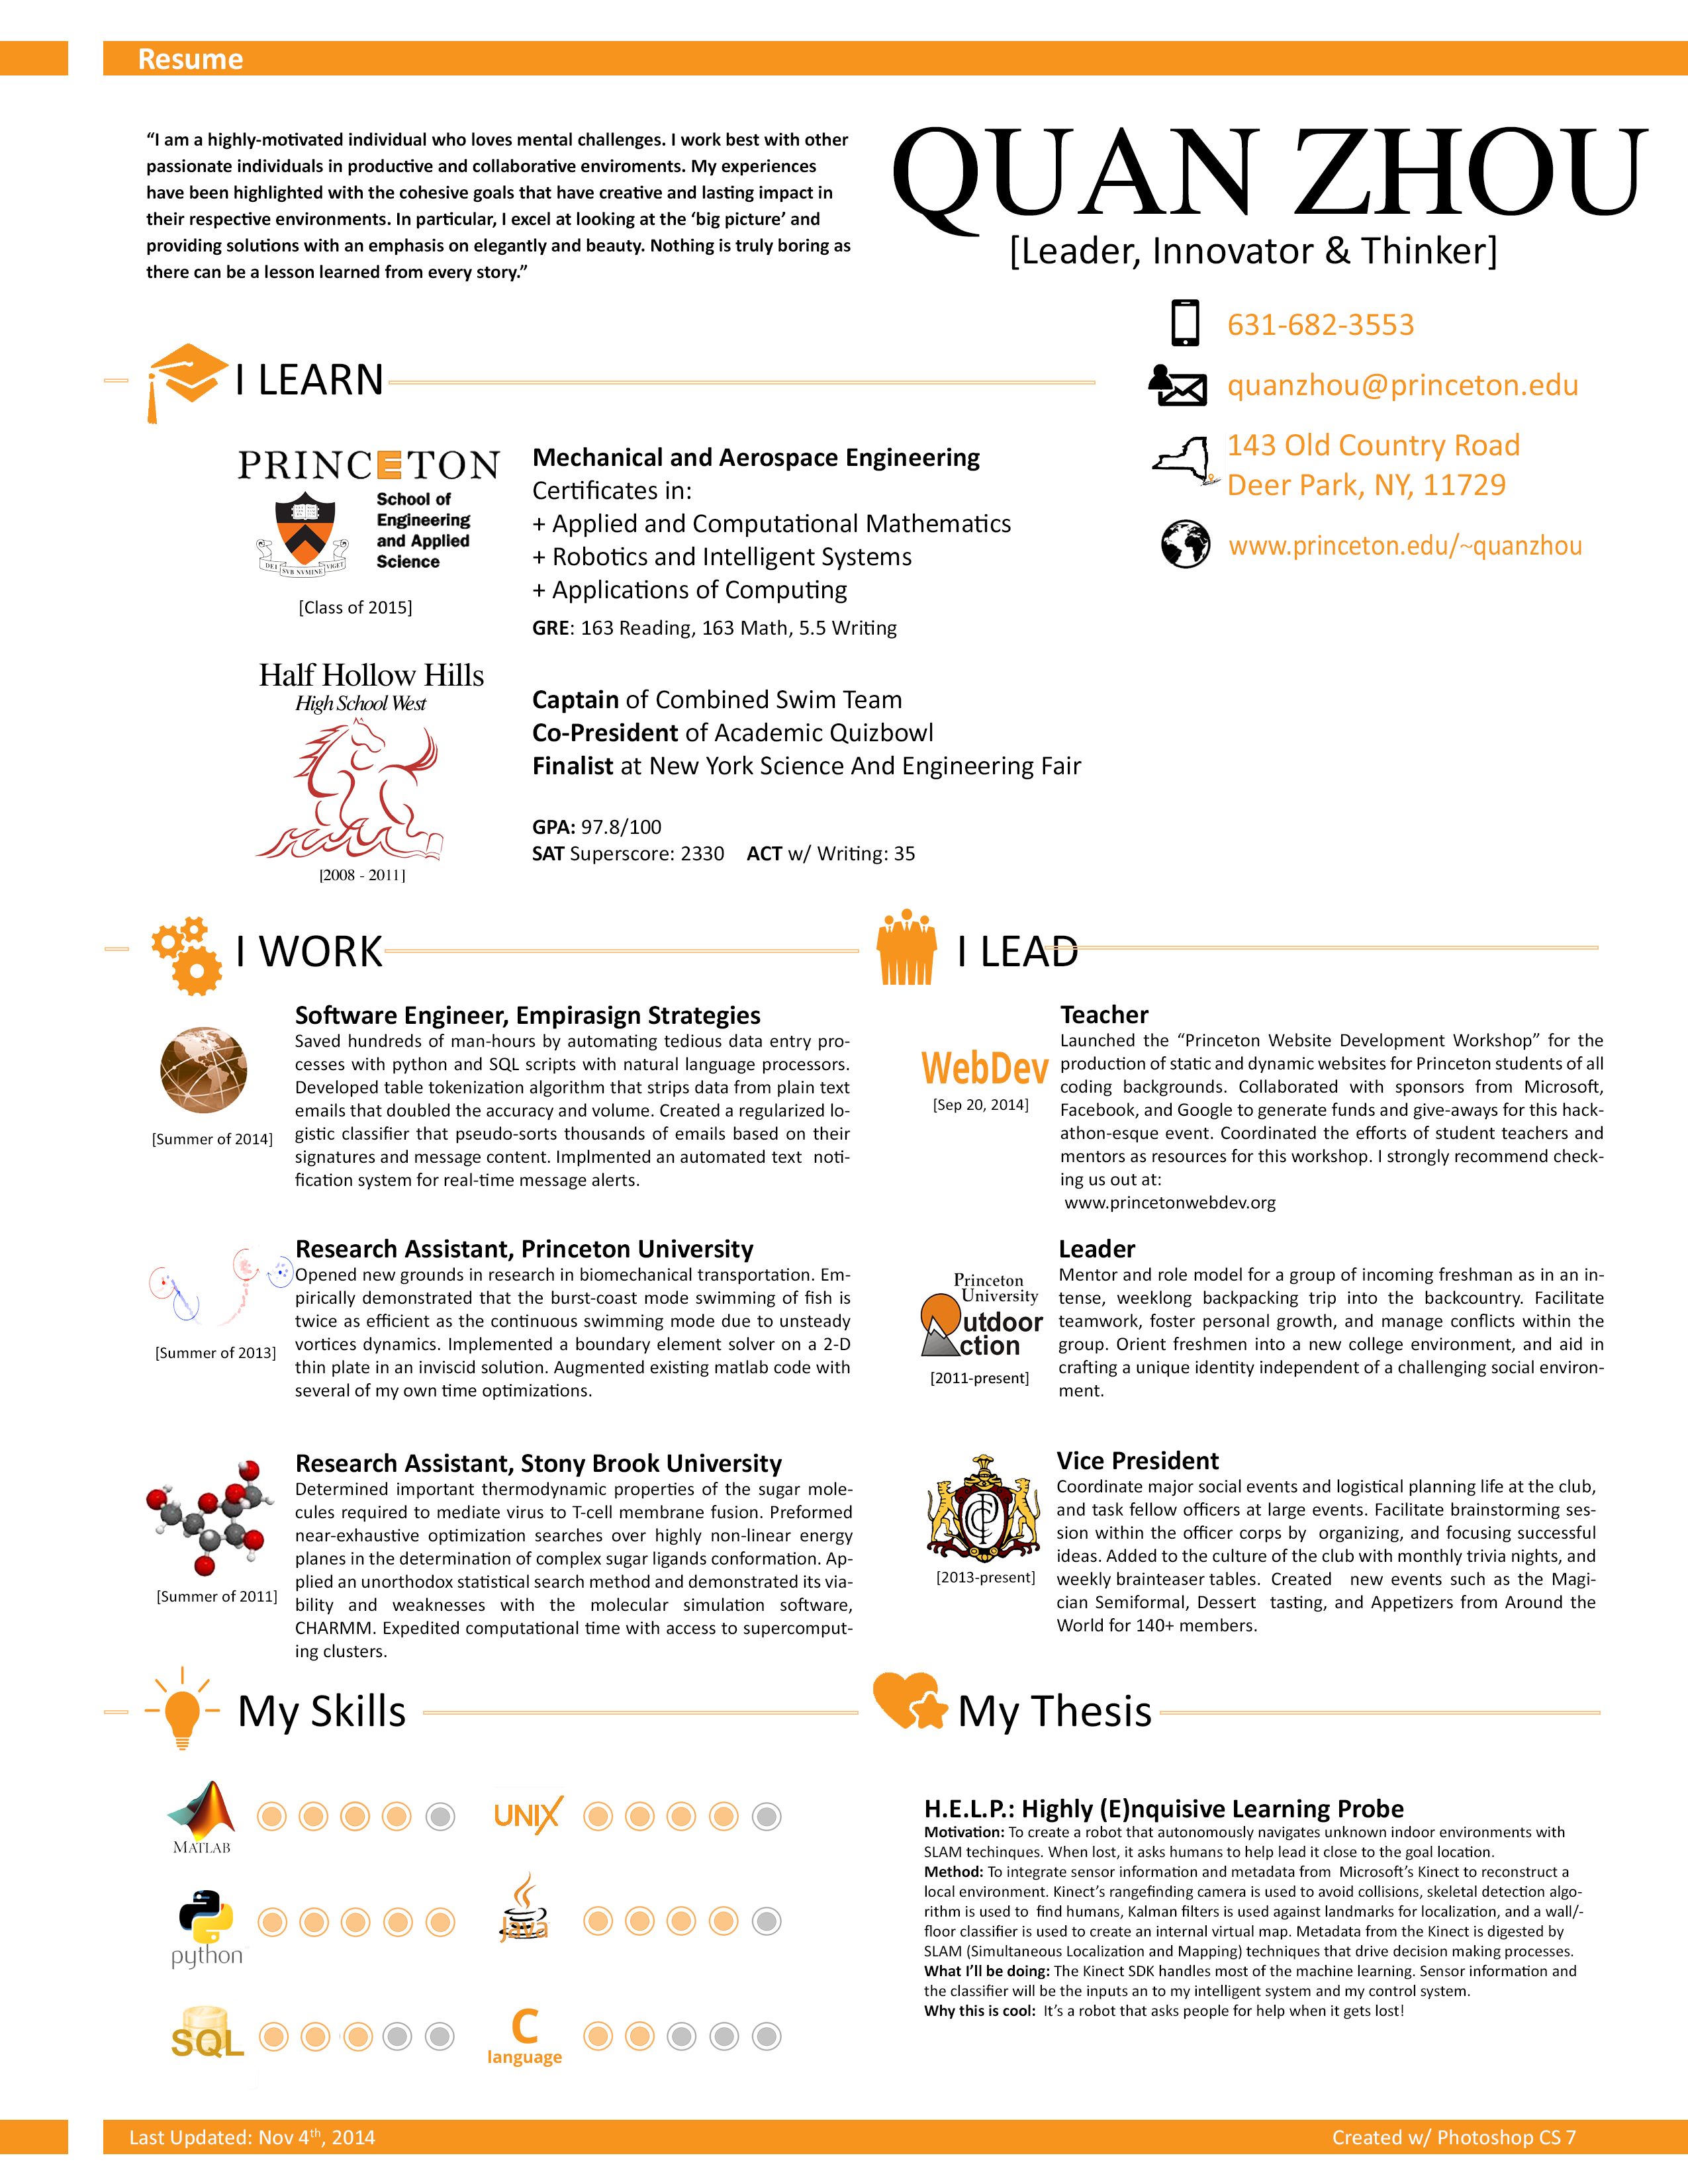 Resume
“I am a highly-motivated individual who loves mental challenges. I work best with other
passionate individuals in productive and collaborative enviroments. My experiences
have been highlighted with the cohesive goals that have creative and lasting impact in
their respective environments. In particular, I excel at looking at the ‘big picture’ and
providing solutions with an emphasis on elegantly and beauty. Nothing is truly boring as
there can be a lesson learned from every story.”
QUAN ZHOU
[Leader, Innovator & Thinker]
631-682-3553
quanzhou@princeton.edu
143 Old Country Road
Deer Park, NY, 11729
www.princeton.edu/~quanzhou
I LEARN
PRINCETON
School of
Engineering
and Applied
Science
DEI SVB NVMINE VIGET
[Class of 2015]
Mechanical and Aerospace Engineering
Certificates in:
+ Applied and Computational Mathematics
+ Robotics and Intelligent Systems
+ Applications of Computing
GRE: 163 Reading, 163 Math, 5.5 Writing
Half Hollow Hills
High School West
[2008 - 2011]
Captain of Combined Swim Team
Co-President of Academic Quizbowl
Finalist at New York Science And Engineering Fair
GPA: 97.8/100
SAT Superscore: 2330 ACT w/ Writing: 35
I WORK
[Summer of 2014]
Software Engineer, Empirasign Strategies
Saved hundreds of man-hours by automating tedious data entry pro-
cesses with python and SQL scripts with natural language processors.
Developed table tokenization algorithm that strips data from plain text
emails that doubled the accuracy and volume. Created a regularized lo-
gistic classifier that pseudo-sorts thousands of emails based on their
signatures and message content. Implmented an automated text noti-
fication system for real-time message alerts.
[Summer of 2013]
Research Assistant, Princeton University
Opened new grounds in research in biomechanical transportation. Em-
pirically demonstrated that the burst-coast mode swimming of fish is
twice as efficient as the continuous swimming mode due to unsteady
vortices dynamics. Implemented a boundary element solver on a 2-D
thin plate in an inviscid solution. Augmented existing matlab code with
several of my own time optimizations.
[Summer of 2011]
Research Assistant, Stony Brook University
Determined important thermodynamic properties of the sugar mole-
cules required to mediate virus to T-cell membrane fusion. Preformed
near-exhaustive optimization searches over highly non-linear energy
planes in the determination of complex sugar ligands conformation. Ap-
plied an unorthodox statistical search method and demonstrated its via-
bility and weaknesses with the molecular simulation software,
CHARMM. Expedited computational time with access to supercomput-
ing clusters.
I LEAD
WebDev
[Sep 20, 2014]
Teacher
Launched the “Princeton Website Development Workshop” for the
production of static and dynamic websites for Princeton students of all
coding backgrounds. Collaborated with sponsors from Microsoft,
Facebook, and Google to generate funds and give-aways for this hack-
athon-esque event. Coordinated the efforts of student teachers and
mentors as resources for this workshop. I strongly recommend check-
ing us out at:
www.princetonwebdev.org
Princeton
University
Outdoor
Action
[2011-present]
Leader
Mentor and role model for a group of incoming freshman as in an in-
tense, weeklong backpacking trip into the backcountry. Facilitate
teamwork, foster personal growth, and manage conflicts within the
group. Orient freshmen into a new college environment, and aid in
crafting a unique identity independent of a challenging social environ-
ment.
[2013-present]
Vice President
Coordinate major social events and logistical planning life at the club,
and task fellow officers at large events. Facilitate brainstorming ses-
sion within the officer corps by organizing, and focusing successful
ideas. Added to the culture of the club with monthly trivia nights, and
weekly brainteaser tables. Created new events such as the Magi-
cian Semiformal, Dessert tasting, and Appetizers from Around the
World for 140+ members.
My Skills
MATLAB
UNIX
python
Java
SQL
C
language
My Thesis
H.E.L.P.: Highly (E)nquisive Learning Probe
Motivation: To create a robot that autonomously navigates unknown indoor environments with
SLAM techinques. When lost, it asks humans to help lead it close to the goal location.
Method: To integrate sensor information and metadata from Microsoft’s Kinect to reconstruct a
local environment. Kinect’s rangefinding camera is used to avoid collisions, skeletal detection algo-
rithm is used to find humans, Kalman filters is used against landmarks for localization, and a wall/-
floor classifier is used to create an internal virtual map. Metadata from the Kinect is digested by
SLAM (Simultaneous Localization and Mapping) techniques that drive decision making processes.
What I’ll be doing: The Kinect SDK handles most of the machine learning. Sensor information and
the classifier will be the inputs an to my intelligent system and my control system.
Why this is cool: It’s a robot that asks people for help when it gets lost!
Last Updated: Nov 4th, 2014
Created w/ Photoshop CS 7